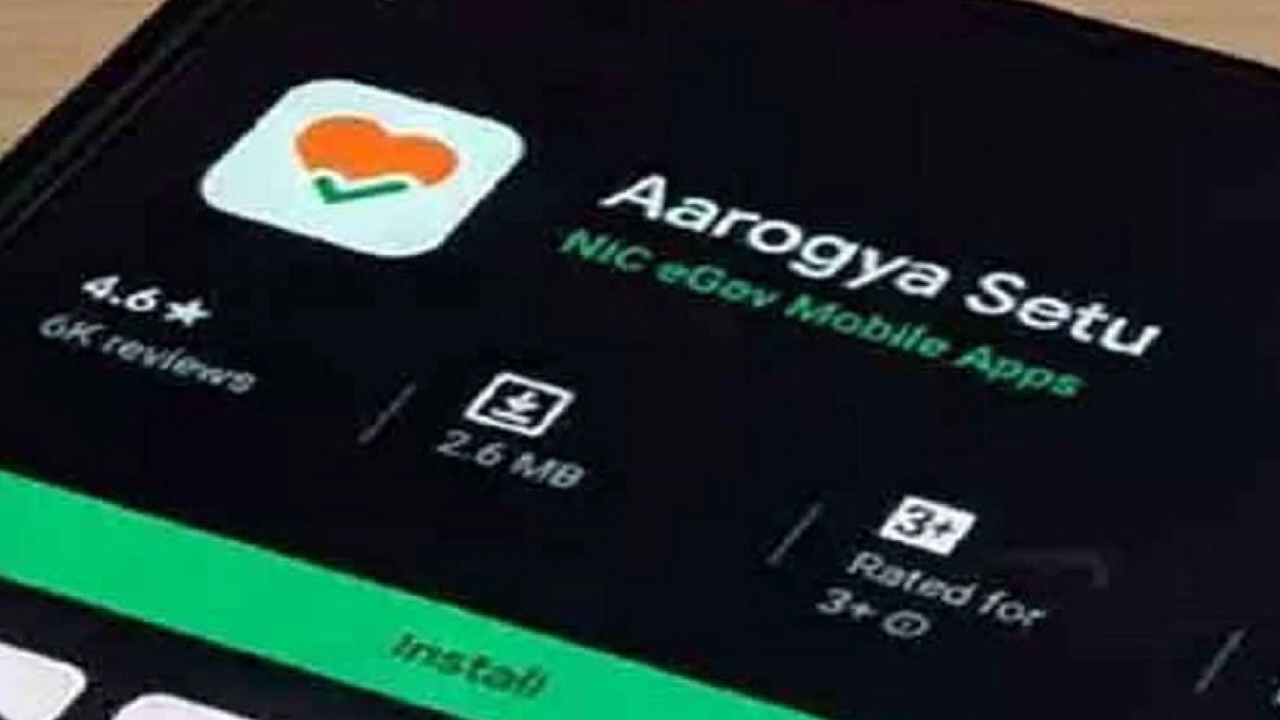 Aarogya Setu
NIC eGov Mobile Apps
4.6★
6K reviews
2.6 MB
3+
Rated for
3+
Install